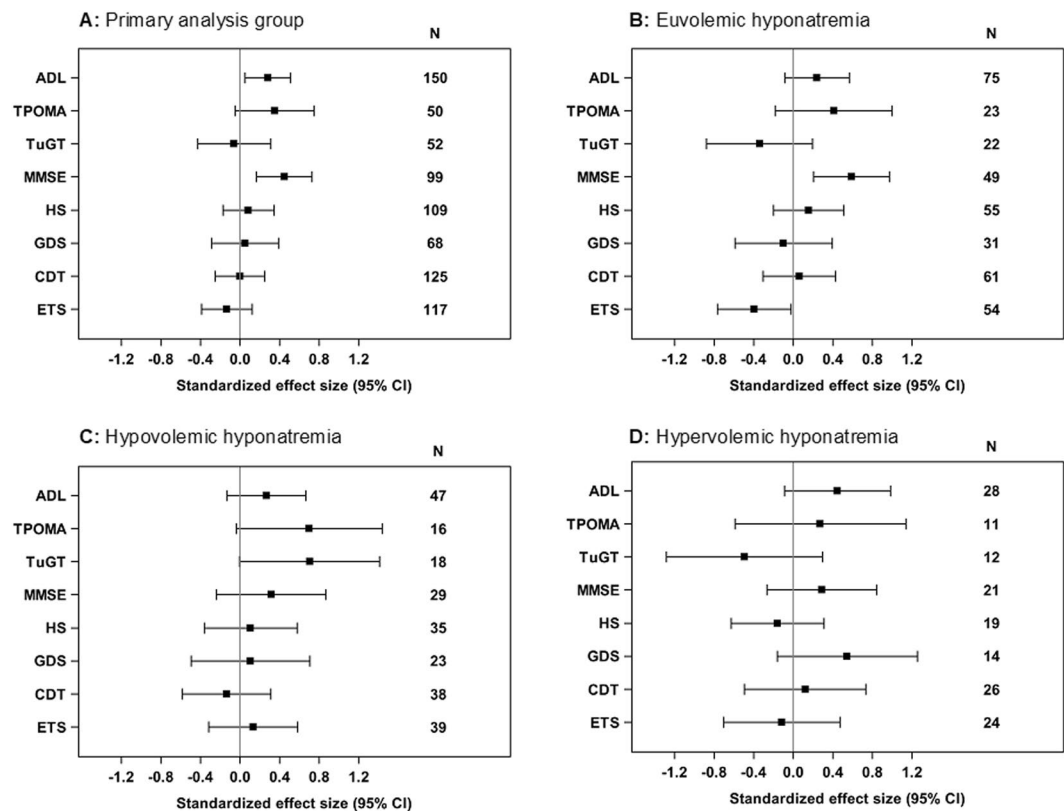 A: Primary analysis group
N
ADL 150
TPOMA 50
TuGT 52
MMSE 99
HS 109
GDS 68
CDT 125
ETS 117
-1.2 -0.8 -0.4 0.0 0.4 0.8 1.2
Standardized effect size (95% CI)
B: Euvolemic hyponatremia
N
ADL 75
TPOMA 23
TuGT 22
MMSE 49
HS 55
GDS 31
CDT 61
ETS 54
-1.2 -0.8 -0.4 0.0 0.4 0.8 1.2
Standardized effect size (95% CI)
C: Hypovolemic hyponatremia
N
ADL 47
TPOMA 16
TuGT 18
MMSE 29
HS 35
GDS 23
CDT 38
ETS 39
-1.2 -0.8 -0.4 0.0 0.4 0.8 1.2
Standardized effect size (95% CI)
D: Hypervolemic hyponatremia
N
ADL 28
TPOMA 11
TuGT 12
MMSE 21
HS 19
GDS 14
CDT 26
ETS 24
-1.2 -0.8 -0.4 0.0 0.4 0.8 1.2
Standardized effect size (95% CI)